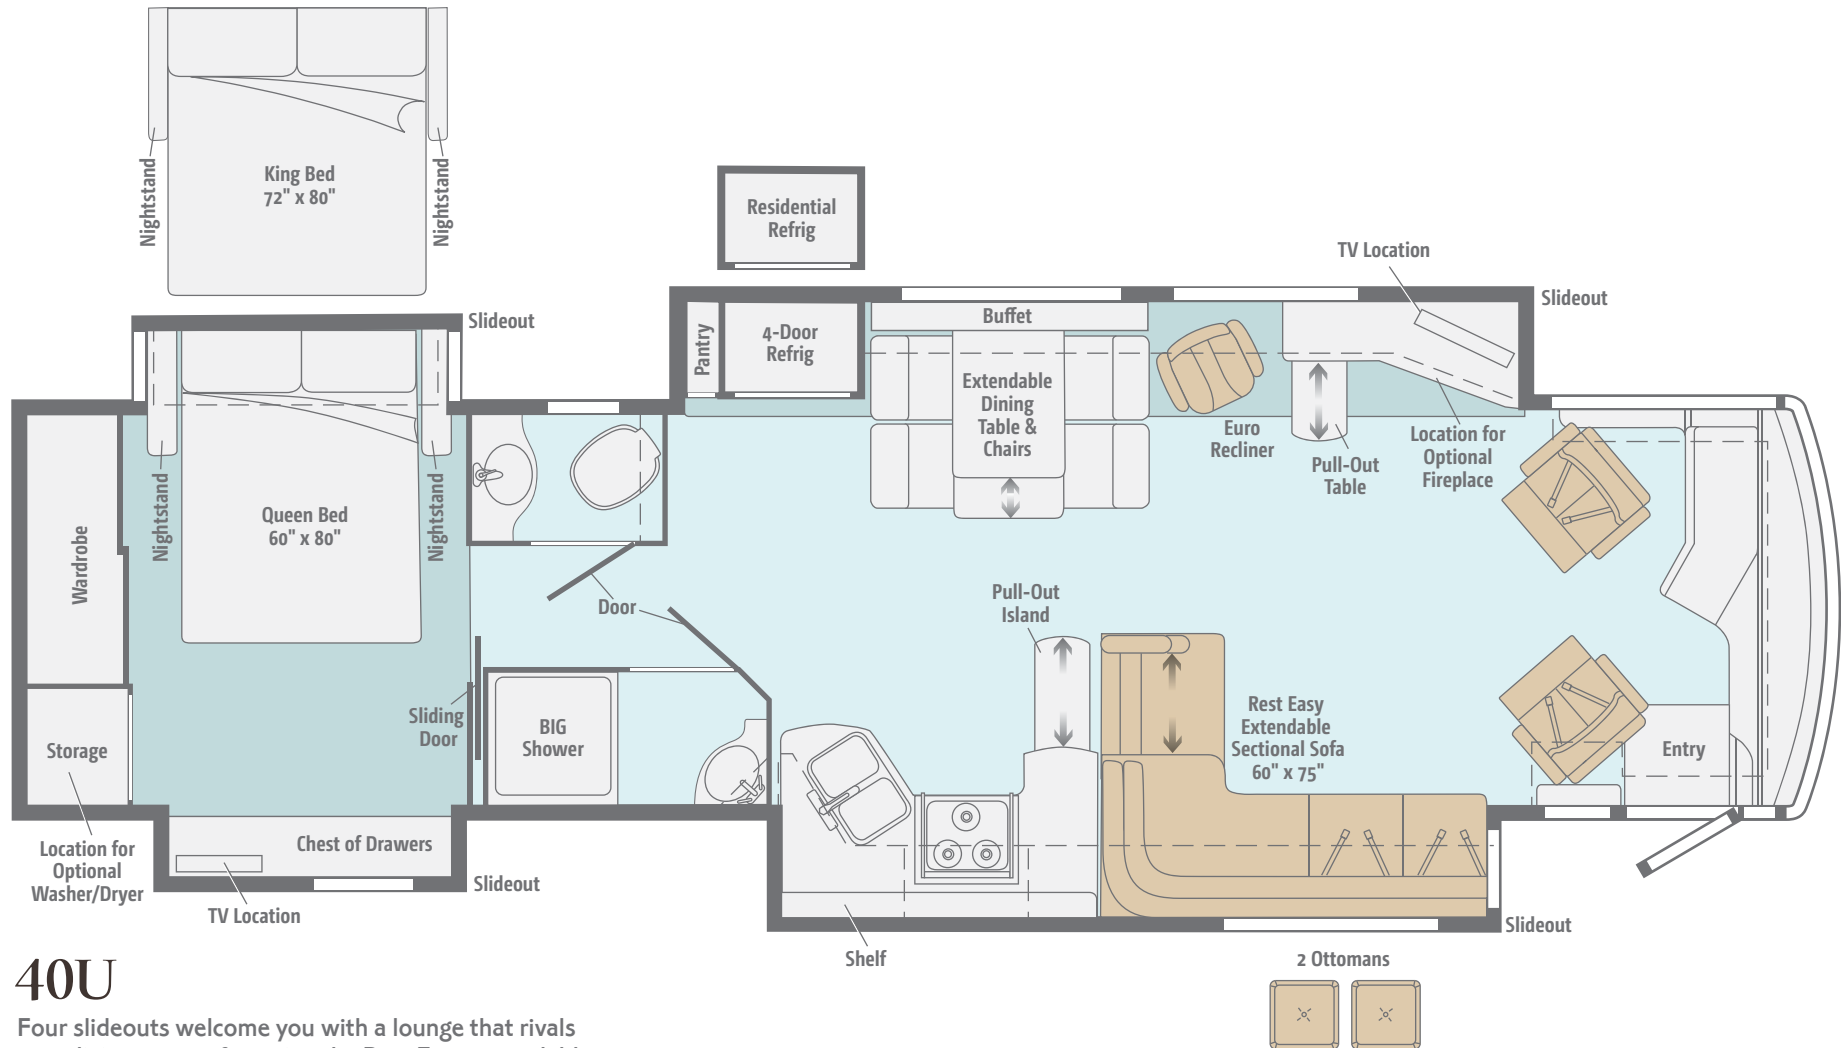 King Bed
72" x 80"
Nightstand
Nightstand
Residential
Refrig
TV Location
Slideout
Slideout
Pantry
4-Door
Refrig
Buffet
Extendable
Dining
Table &
Chairs
Euro
Recliner
Pull-Out
Table
Location for
Optional
Fireplace
Wardrobe
Nightstand
Queen Bed
60" x 80"
Nightstand
Door
Pull-Out
Island
Sliding
Door
BIG
Shower
Rest Easy
Extendable
Sectional Sofa
60" x 75"
Entry
Storage
Location for
Optional
Washer/Dryer
Chest of Drawers
TV Location
Slideout
Shelf
Slideout
2 Ottomans
40U
Four slideouts welcome you with a lounge that rivals